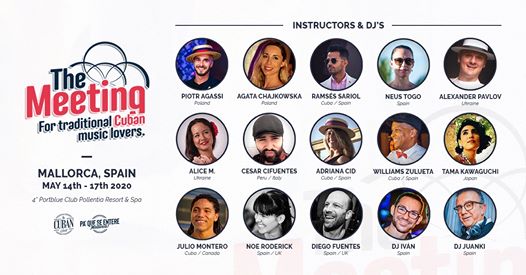 INSTRUCTORS & DJ'S
The
Meeting
For traditional Cuban
music lovers.
MALLORCA, SPAIN
MAY 14th - 17th 2020
4* Portblue Club Pollentia Resort & Spa
CUBAN
PA' QUE SE ENTERE
PIOTR AGASSI
Poland
AGATA CHAJKOWSKA
Poland
RAMSÉS SARIOL
Cuba / Spain
NEUS TOGO
Spain
ALEXANDER PAVLOV
Ukraine
ALICE M.
Ukraine
CESAR CIFUENTES
Peru / Italy
ADRIANA CID
Cuba / Spain
WILLIAMS ZULUETA
Cuba / Spain
TAMA KAWAGUCHI
Japan
JULIO MONTERO
Cuba / Canada
NOE RODERICK
Spain / UK
DIEGO FUENTES
Spain / UK
DJ IVÁN
Spain
DJ JUANKI
Spain